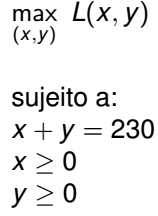 max L(x, y)
(x,y)
sujeito a:
x + y = 230
x ≥ 0
y ≥ 0